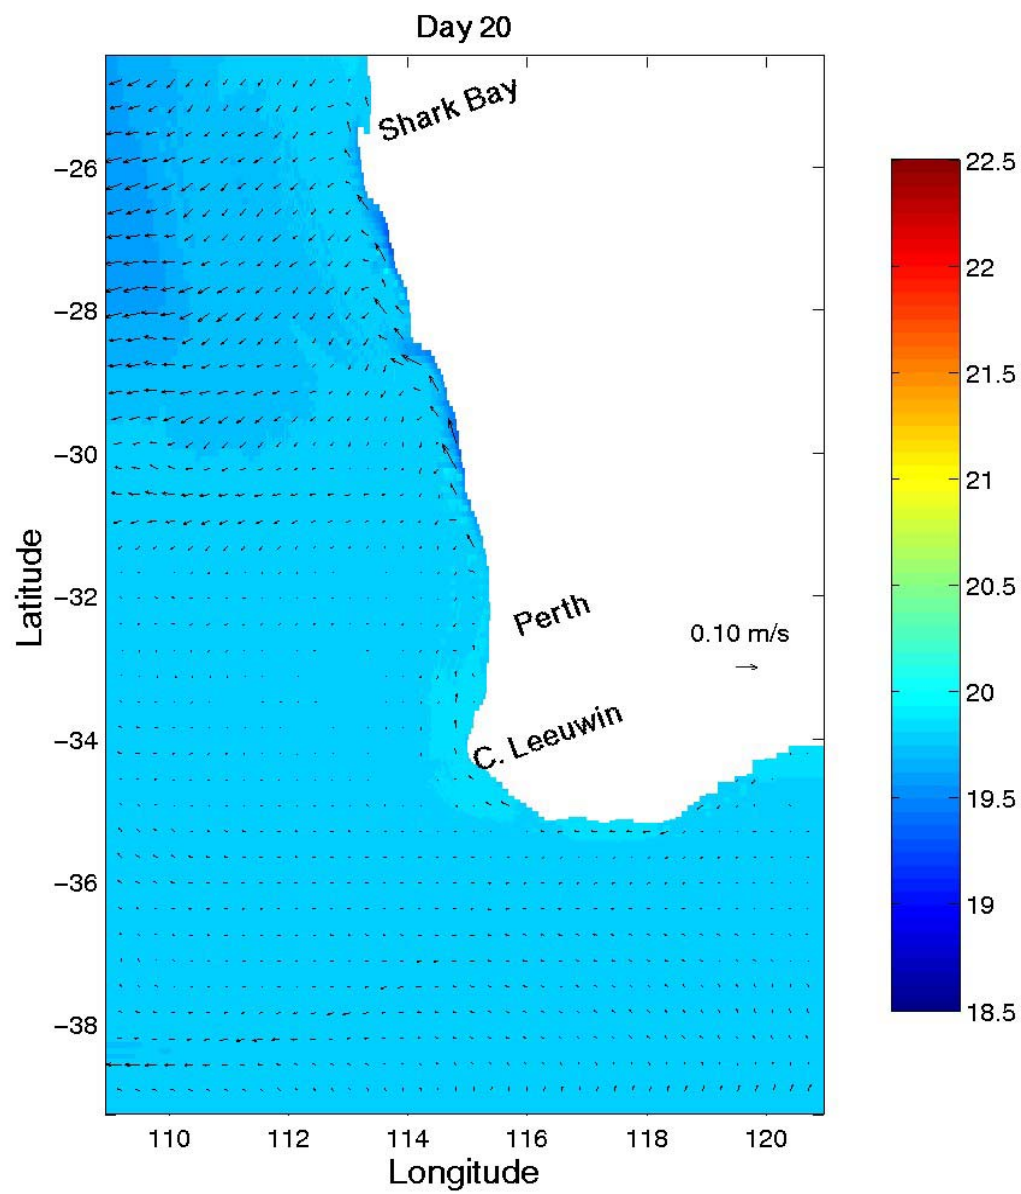 Day 20
Shark Bay
−26
−28
−30
−32
−34
−36
−38
Latitude
Perth
0.10 m/s
C. Leeuwin
110 112 114 116 118 120
Longitude
22.5
22
21.5
21
20.5
20
19.5
19
18.5